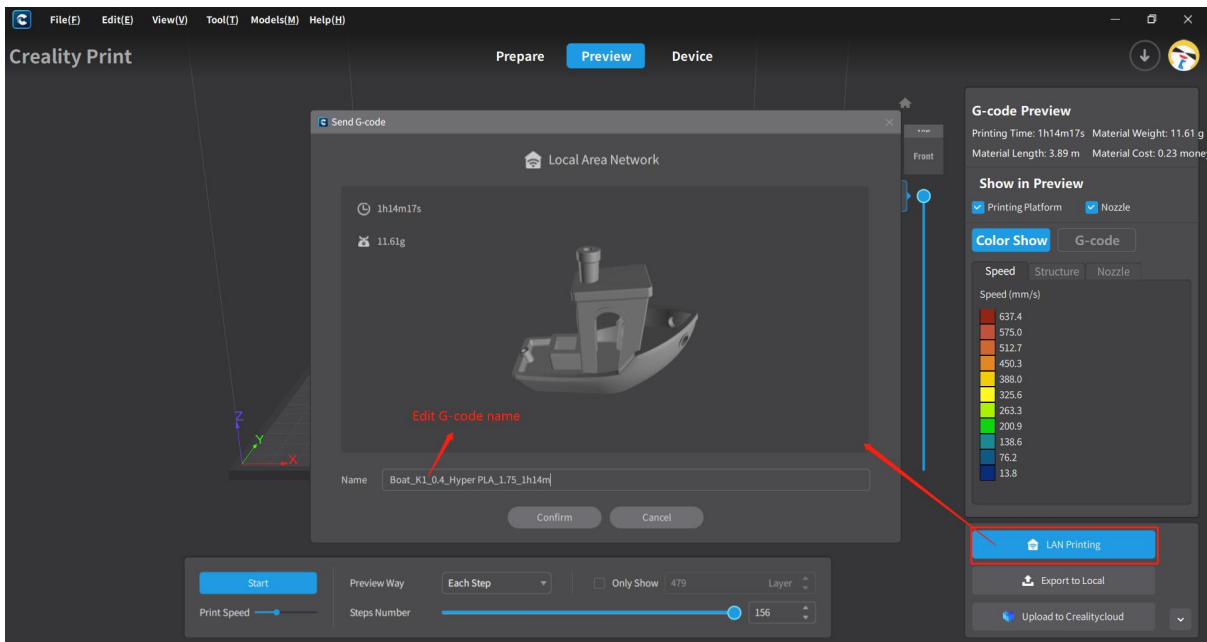 File(F) Edit(E) View(V) Tool(T) Models(M) Help(H)
Creality Print
Prepare Preview Device
Send G-code
Local Area Network
1h14m17s
11.61g
Edit G-code name
Name Boat_K1_0.4_Hyper PLA_1.75_1h14m
Confirm Cancel
Front
Z
Y
X
G-code Preview
Printing Time: 1h14m17s Material Weight: 11.61 g
Material Length: 3.89 m Material Cost: 0.23 money
Show in Preview
Printing Platform Nozzle
Color Show G-code
Speed Structure Nozzle
Speed (mm/s)
637.4
575.0
512.7
450.3
388.0
325.6
263.3
200.9
138.6
76.2
13.8
LAN Printing
Export to Local
Upload to Crealitycloud
Start Preview Way Each Step Only Show 479 Layer
Print Speed Steps Number 156